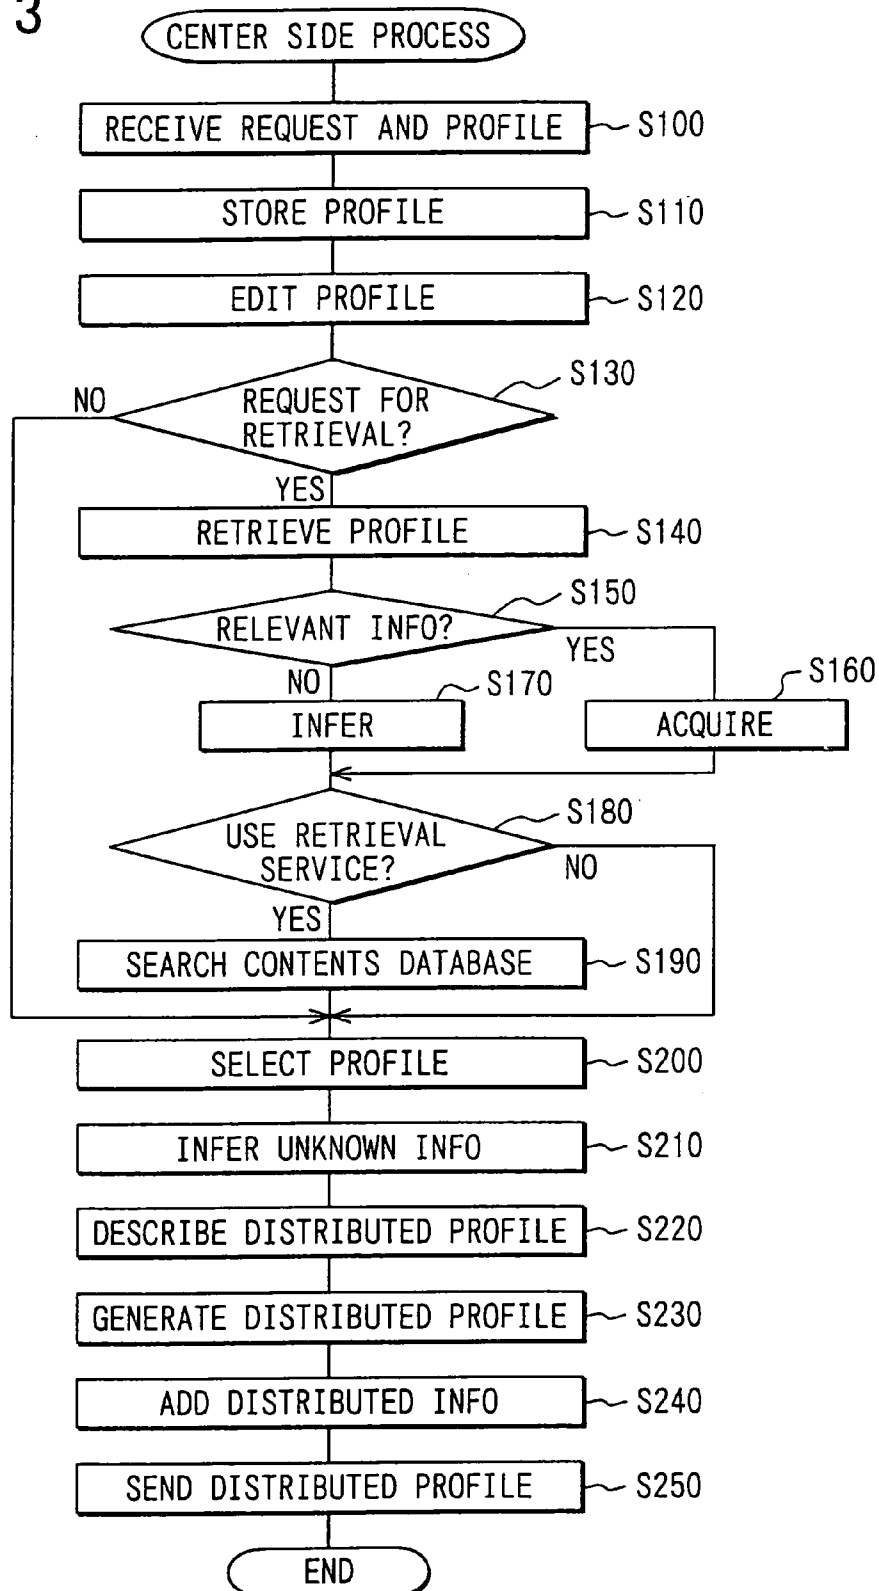 3
CENTER SIDE PROCESS
RECEIVE REQUEST AND PROFILE S100
STORE PROFILE S110
EDIT PROFILE S120
S130
NO
REQUEST FOR
RETRIEVAL?
YES
RETRIEVE PROFILE S140
S150
RELEVANT INFO?
YES
NO
S170
S160
INFER
ACQUIRE
S180
USE RETRIEVAL
SERVICE?
NO
YES
SEARCH CONTENTS DATABASE S190
SELECT PROFILE S200
INFER UNKNOWN INFO S210
DESCRIBE DISTRIBUTED PROFILE S220
GENERATE DISTRIBUTED PROFILE S230
ADD DISTRIBUTED INFO S240
SEND DISTRIBUTED PROFILE S250
END